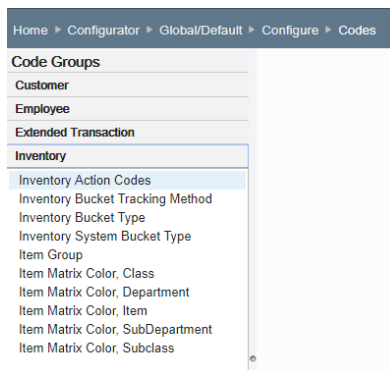 Home ▸ Configurator ▸ Global/Default ▸ Configure ▸ Codes
Code Groups
Customer
Employee
Extended Transaction
Inventory
Inventory Action Codes
Inventory Bucket Tracking Method
Inventory Bucket Type
Inventory System Bucket Type
Item Group
Item Matrix Color, Class
Item Matrix Color, Department
Item Matrix Color, Item
Item Matrix Color, SubDepartment
Item Matrix Color, Subclass